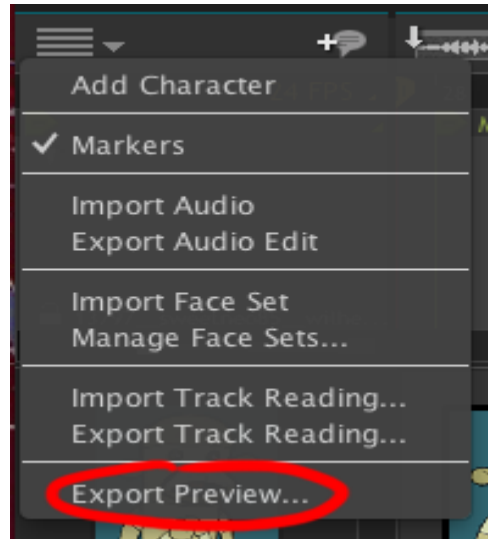 Add Character
Markers
Import Audio
Export Audio Edit
Import Face Set
Manage Face Sets...
Import Track Reading...
Export Track Reading...
Export Preview...